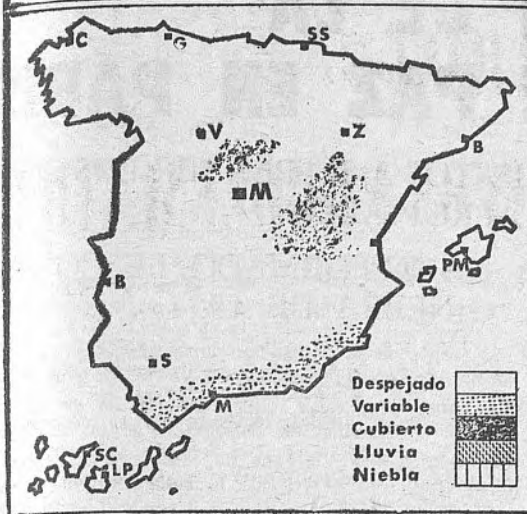 C
G
SS
V
Z
B
M
PM
B
S
M
SC
LP
Despejado
Variable
Cubierto
Lluvia
Niebla